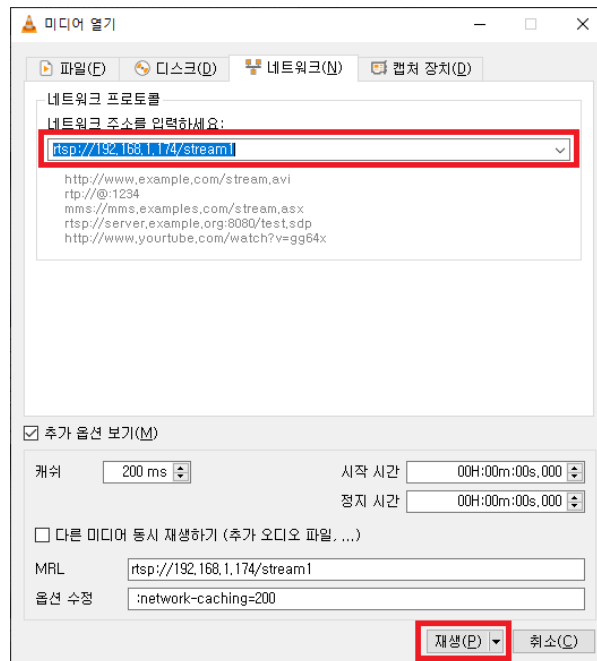 미디어 열기
파일(F) 디스크(D) 네트워크(N) 캡처 장치(D)
네트워크 프로토콜
네트워크 주소를 입력하세요:
rtsp://192.168.1.174/stream1
http://www.example.com/stream.avi
rtp://@:1234
mms://mms.examples.com/stream.asx
rtsp://server.example.org:8080/test.sdp
http://www.yourtube.com/watch?v=gg64x
추가 옵션 보기(M)
캐쉬 200 ms 시작 시간 00H:00m:00s.000
정지 시간 00H:00m:00s.000
다른 미디어 동시 재생하기 (추가 오디오 파일, ...)
MRL rtsp://192.168.1.174/stream1
옵션 수정 :network-caching=200
재생(P) 취소(C)